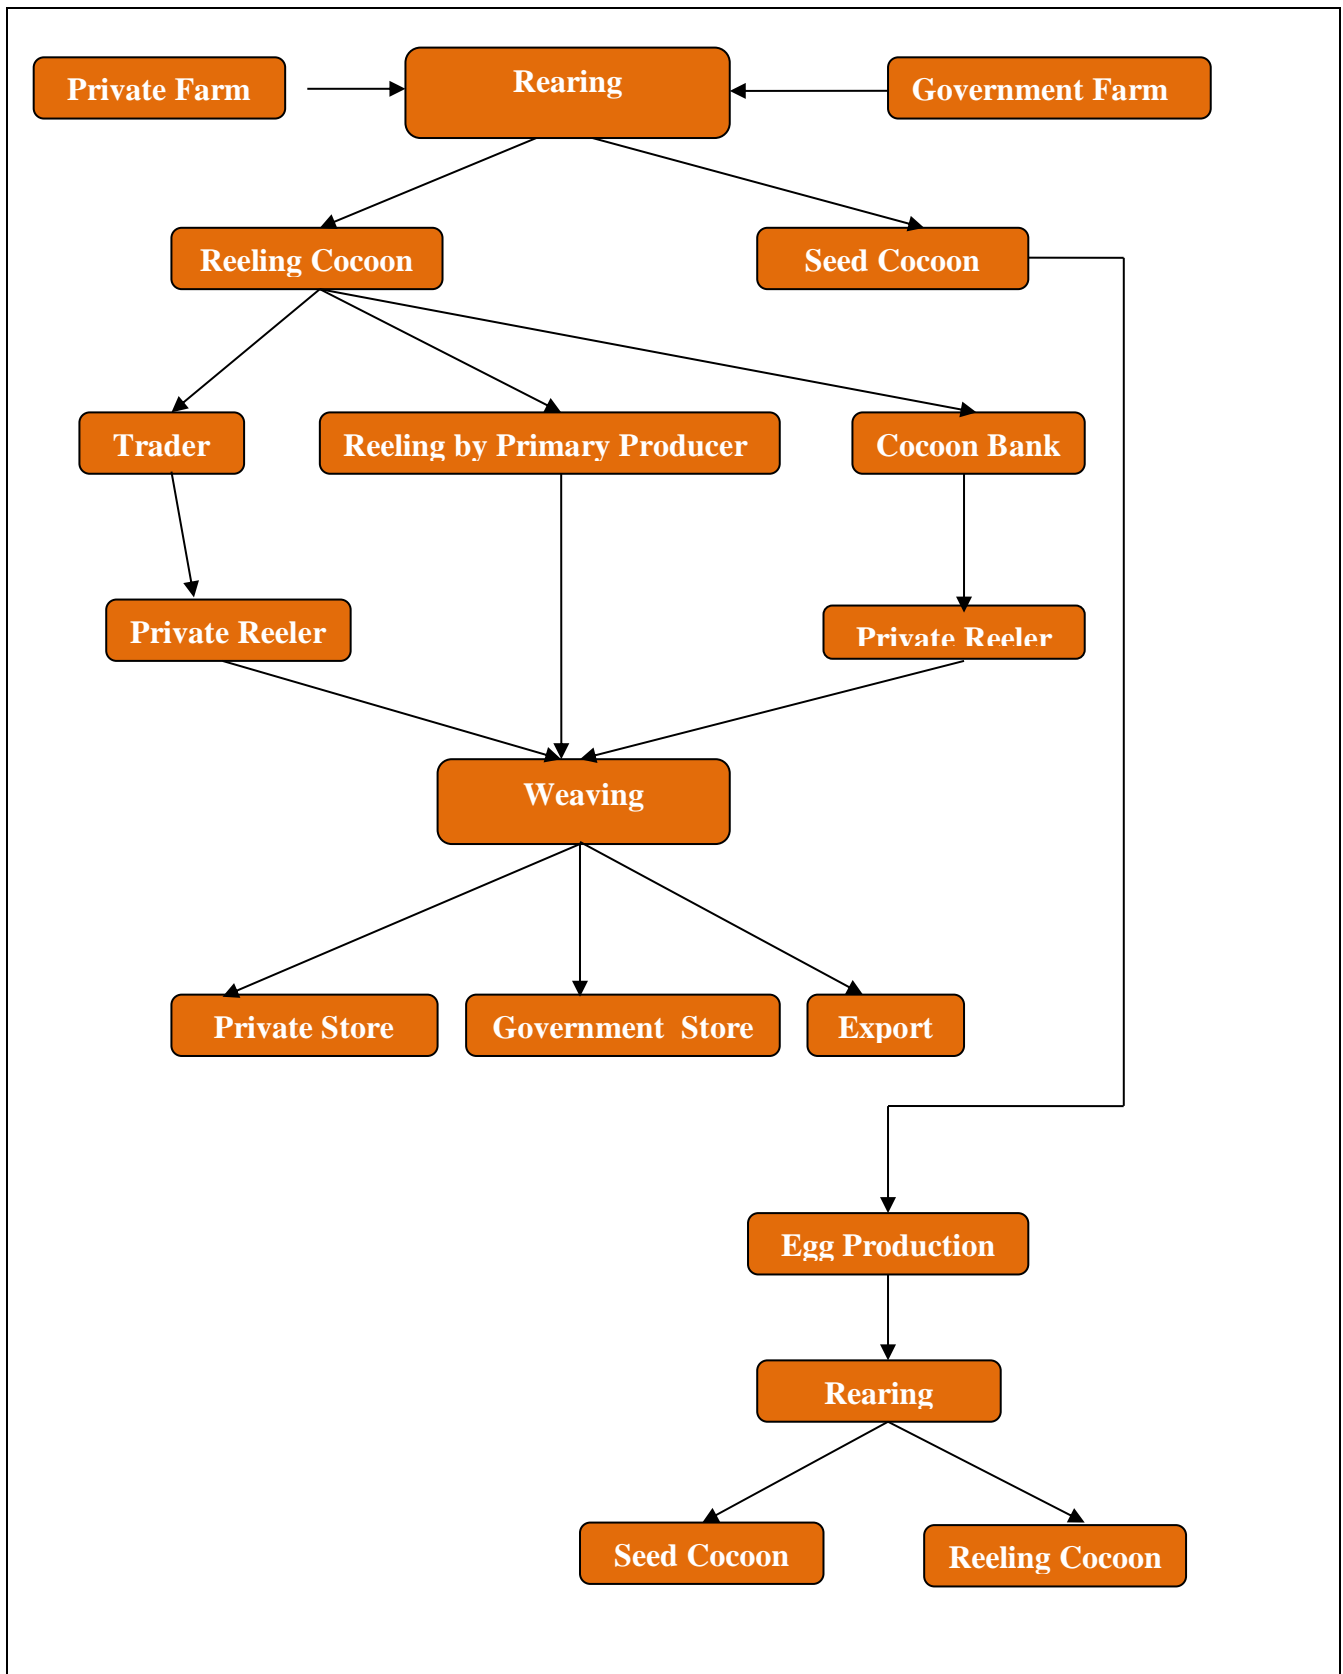 Private Farm
Rearing
Government Farm
Reeling Cocoon
Seed Cocoon
Trader
Reeling by Primary Producer
Cocoon Bank
Private Reeler
Private Reeler
Weaving
Private Store
Government  Store
Export
Egg Production
Rearing
Seed Cocoon
Reeling Cocoon